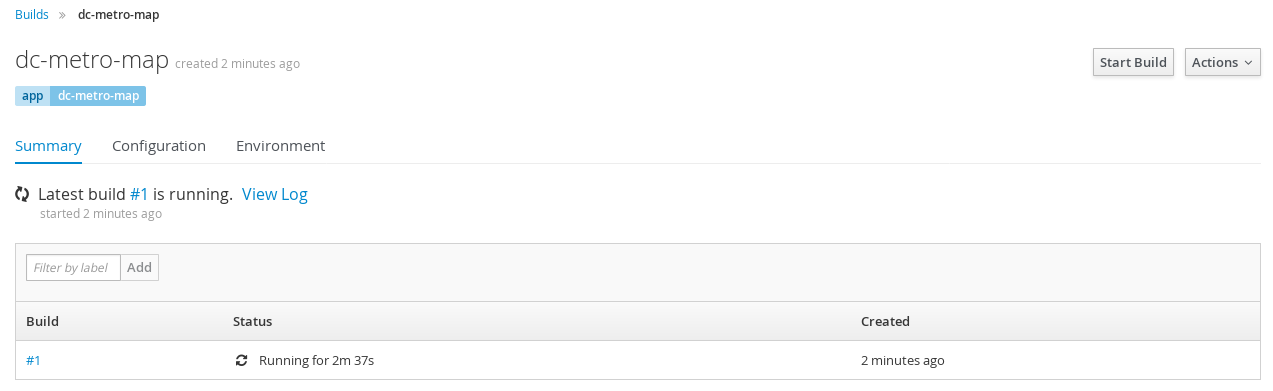 Builds » dc-metro-map
dc-metro-map created 2 minutes ago
Start Build Actions
app dc-metro-map
Summary Configuration Environment
Latest build #1 is running. View Log
started 2 minutes ago
Filter by label Add
Build Status Created
#1 Running for 2m 37s 2 minutes ago